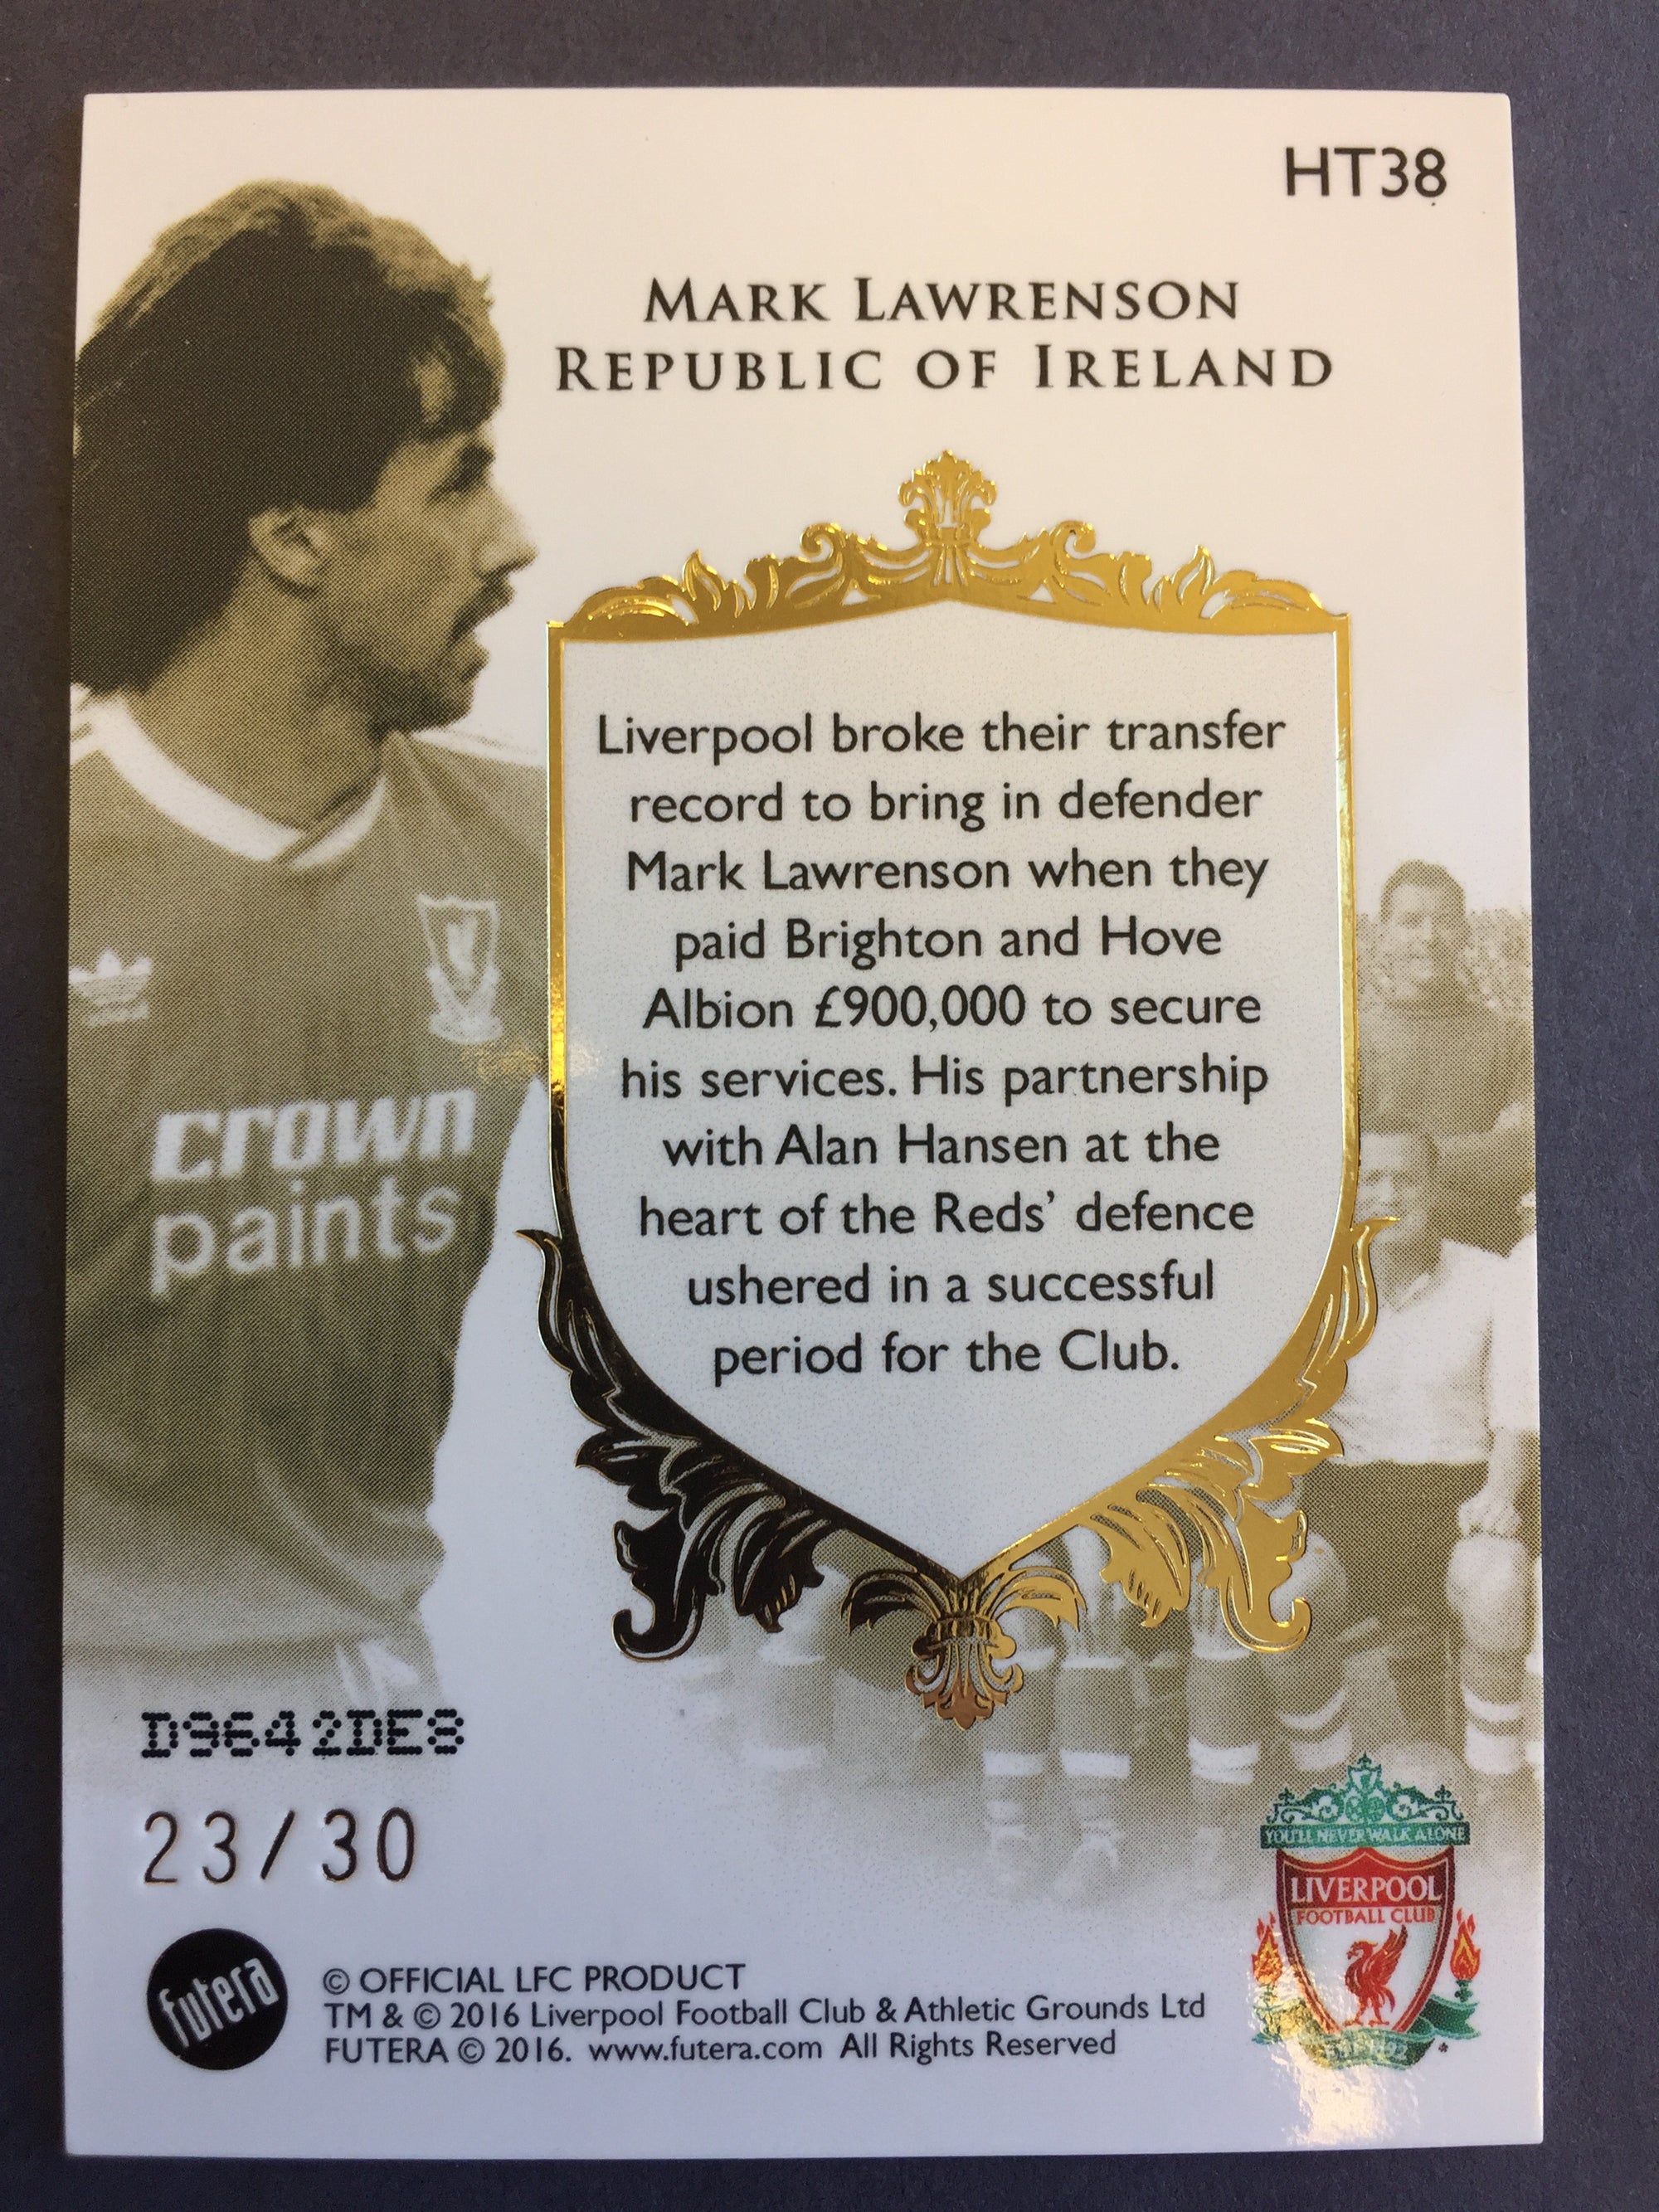 HT38
MARK LAWRENSON
REPUBLIC OF IRELAND
Liverpool broke their transfer
record to bring in defender
Mark Lawrenson when they
paid Brighton and Hove
Albion £900,000 to secure
his services. His partnership
with Alan Hansen at the
heart of the Reds’ defence
ushered in a successful
period for the Club.
crown
paints
D9642DE8
23/30
futera
© OFFICIAL LFC PRODUCT
TM & © 2016 Liverpool Football Club & Athletic Grounds Ltd
FUTERA © 2016. www.futera.com All Rights Reserved
YOU'LL NEVER WALK ALONE
LIVERPOOL
FOOTBALL CLUB